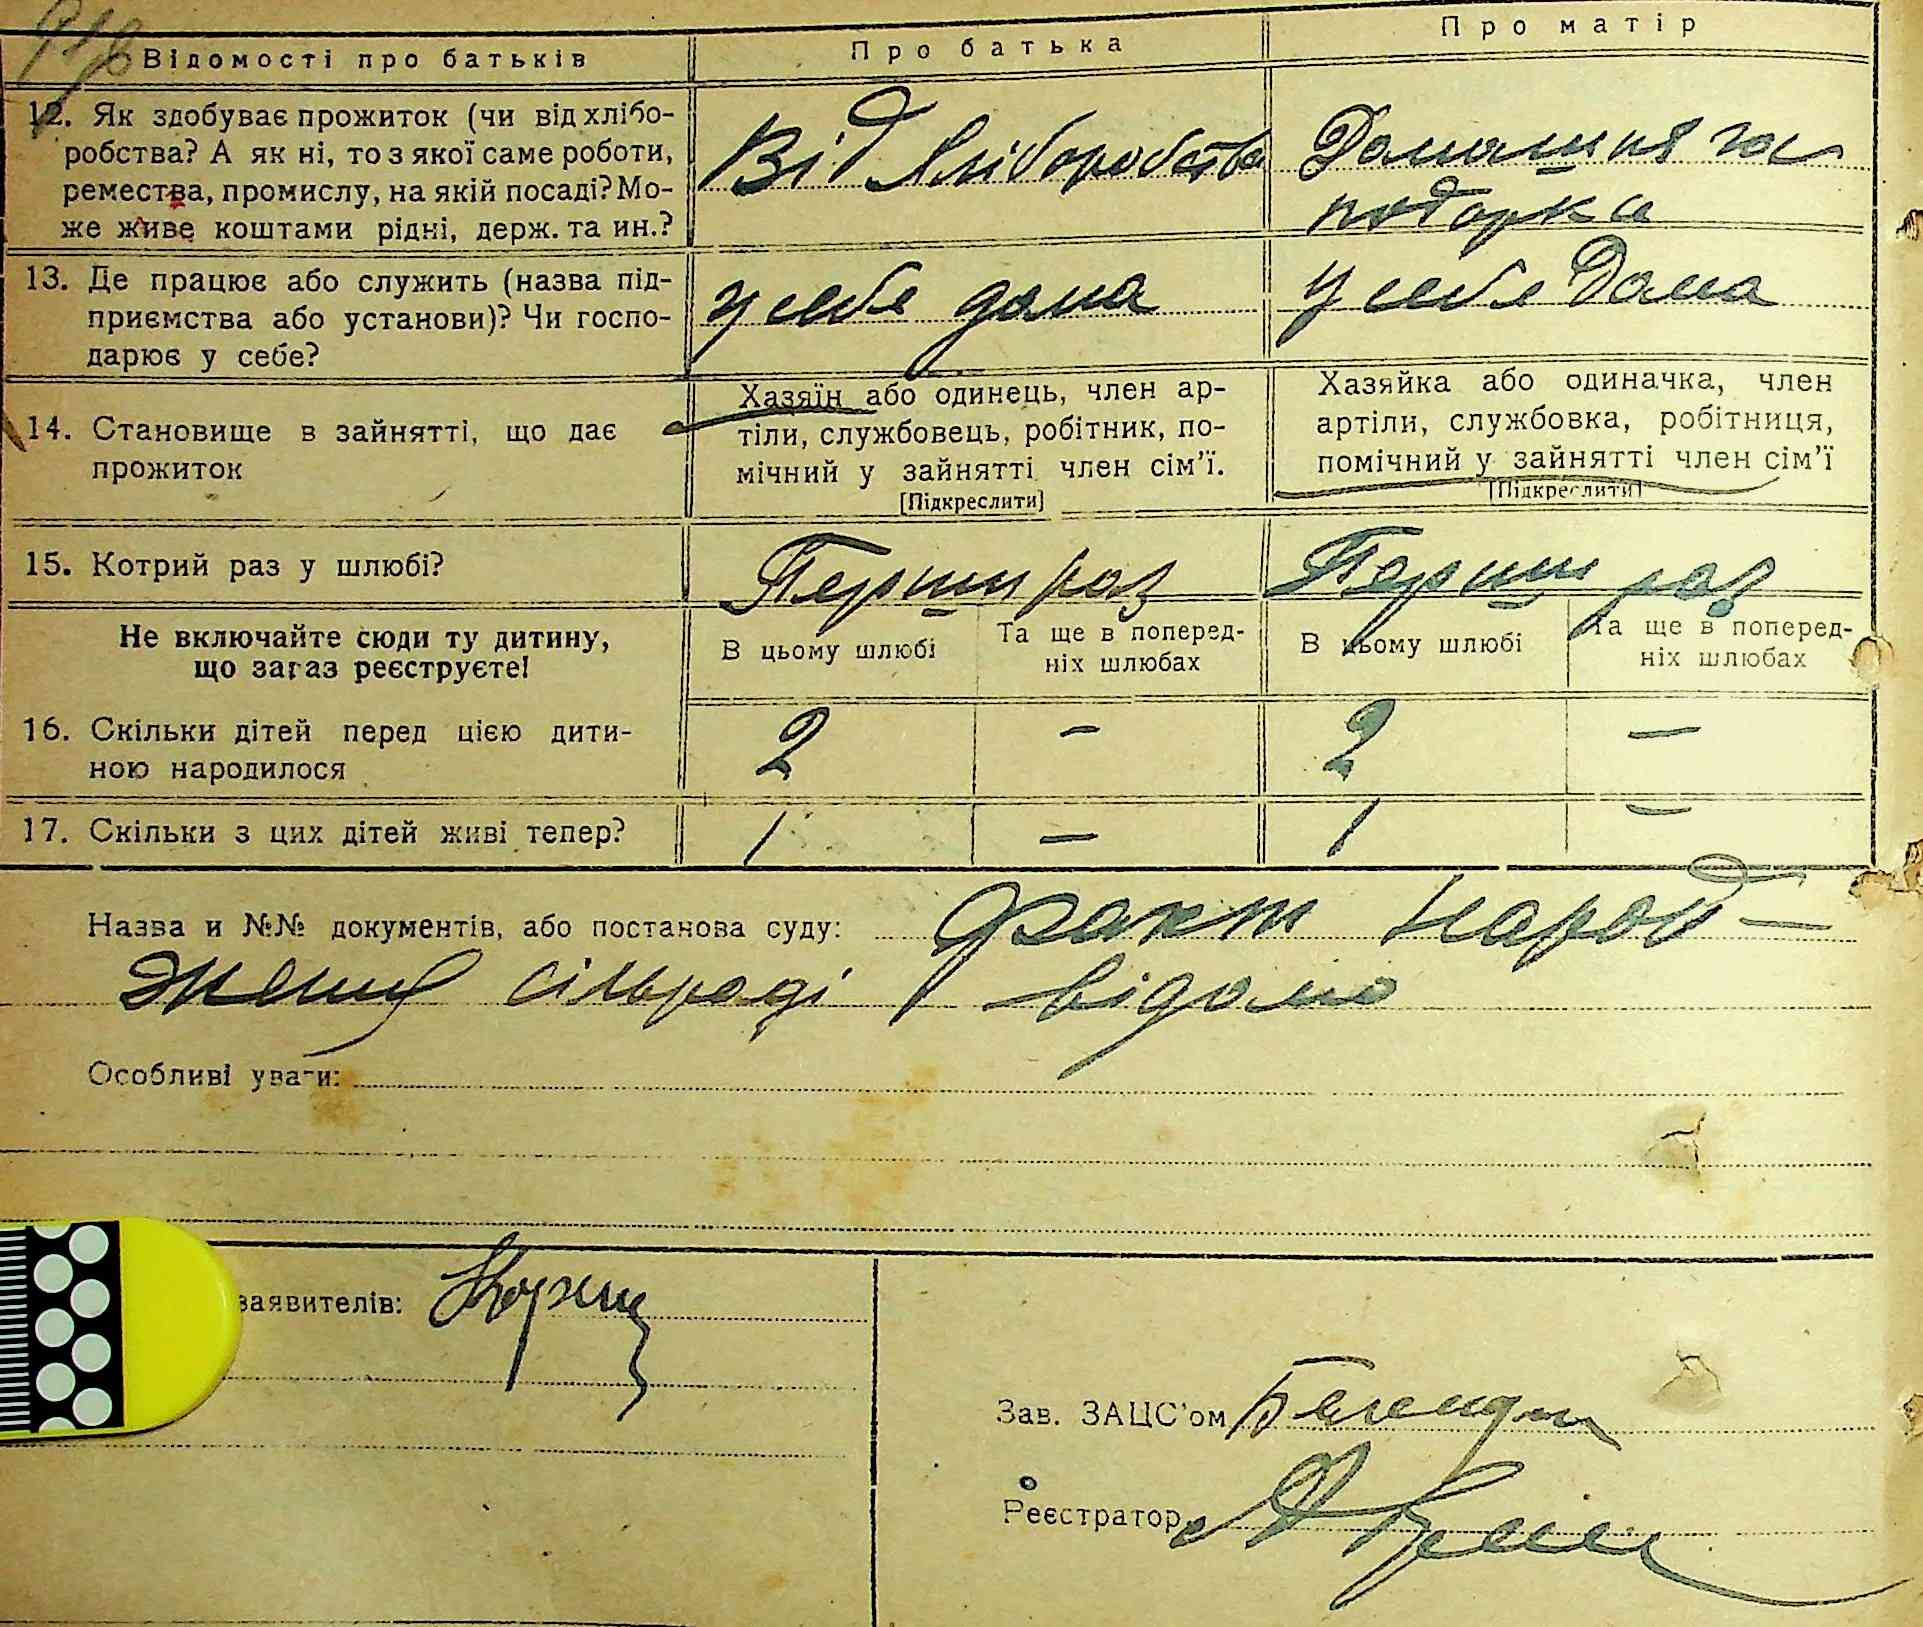 Відомості про батьків
Про батька
Про матір
12. Як здобуває прожиток (чи від хлібо-
робства? А як ні, то з якої саме роботи,
ремества, промислу, на якій посаді? Мо-
же живе коштами рідні, держ. та ин.?
Від хліборобства
Домашня гос
подарка
13. Де працює або служить (назва під-
приємства або установи)? Чи госпо-
дарює у себе?
у себе дома
у себе Дома
14. Становище в зайнятті, що дає
прожиток
Хазяїн або одинець, член ар-
тіли, службовець, робітник, по-
мічний у зайнятті член сім'ї.
[Підкреслити]
Хазяйка або одиначка, член
артіли, службовка, робітниця,
помічний у зайнятті член сім'ї
[Підкреслити]
15. Котрий раз у шлюбі?
Перши раз
Перши раз
Не включайте сюди ту дитину,
що зараз реєструєте!
В цьому шлюбі
Та ще в поперед-
ніх шлюбах
В цьому шлюбі
Та ще в поперед-
ніх шлюбах
16. Скільки дітей перед цією дити-
ною народилося
2 – 2 –
17. Скільки з цих дітей живі тепер?
1 – 1 –
Назва и №№ документів, або постанова суду: Факт народ-
женя сільраді відомо
Особливі уваги:
заявителів:
Зав. ЗАЦС'ом
Реєстратор